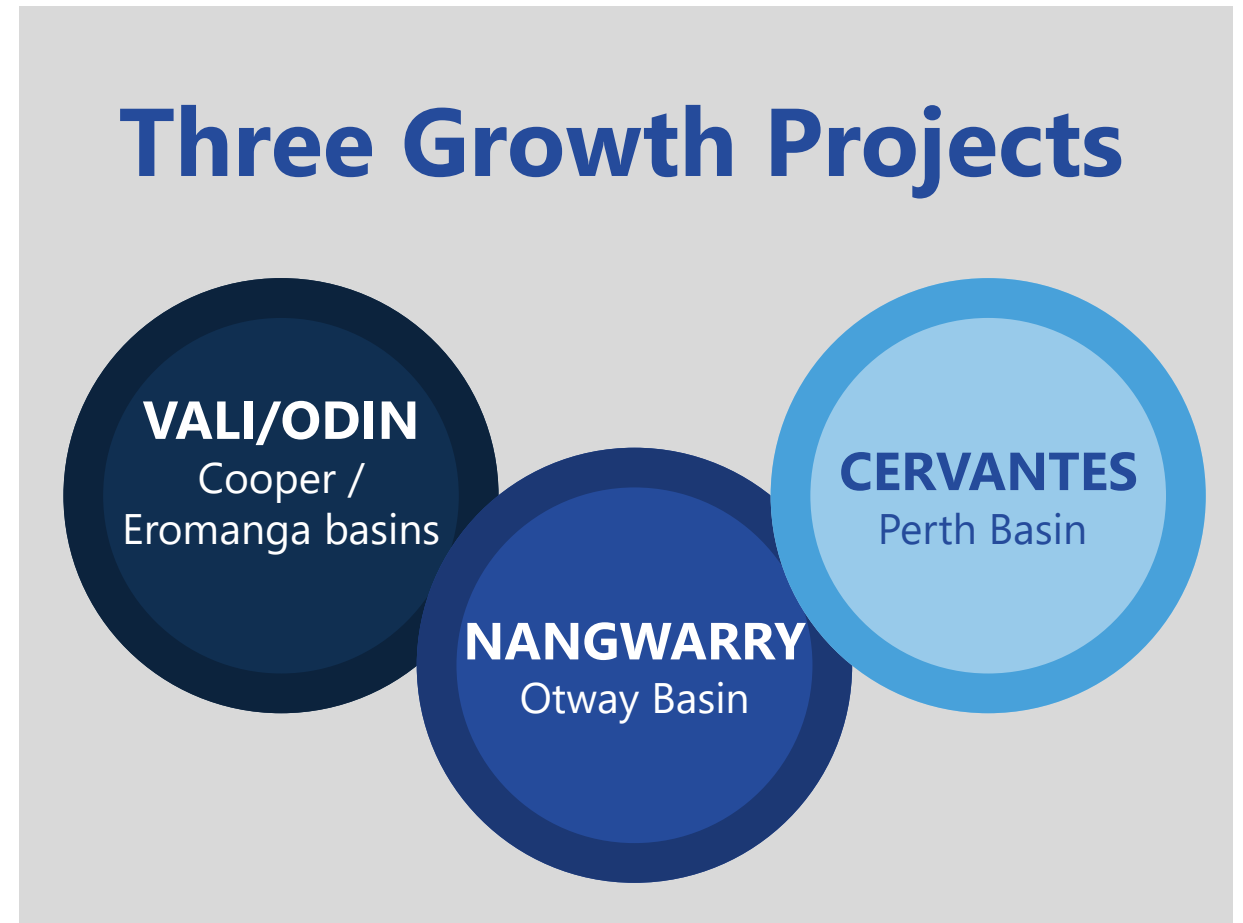 Three Growth Projects
VALI/ODIN
Cooper /
Eromanga basins
NANGWARRY
Otway Basin
CERVANTES
Perth Basin